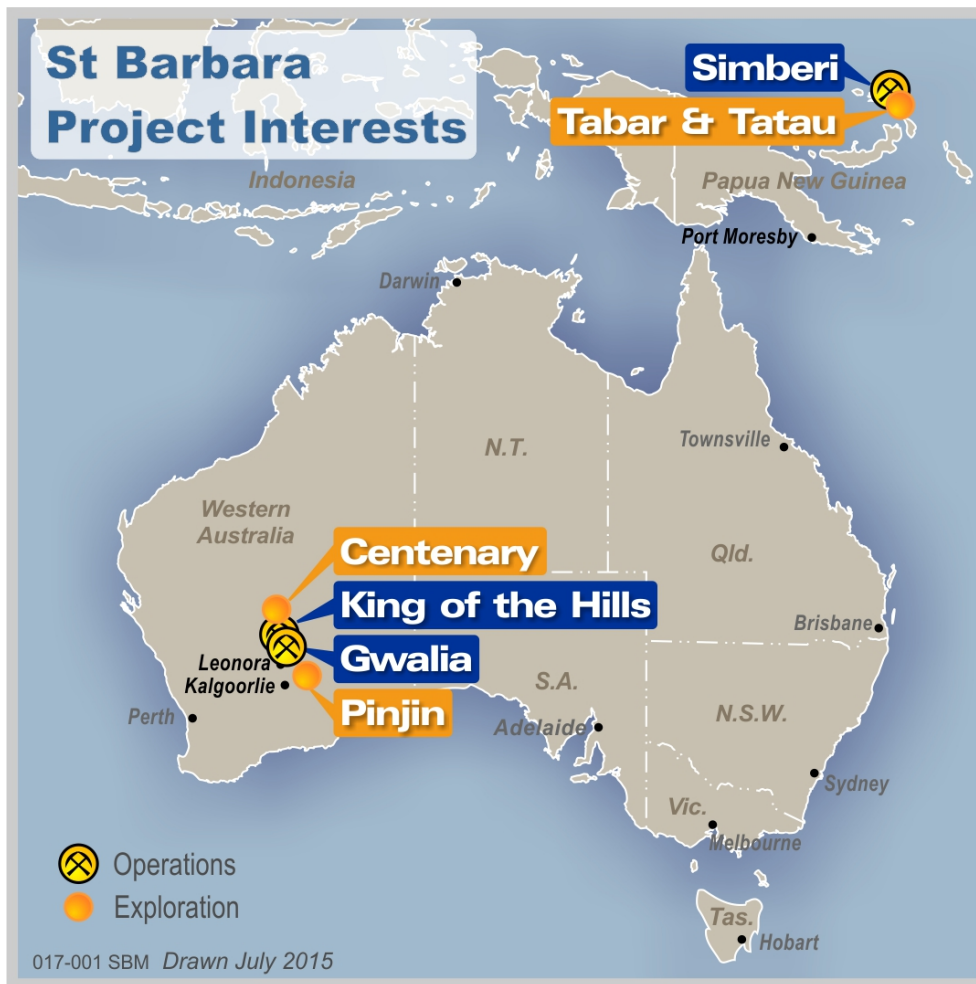 St Barbara
Project Interests
Simberi
Tabar & Tatau
Indonesia
Papua New Guinea
Port Moresby
Darwin
Townsville
N.T.
Western
Australia
Centenary
Qld.
King of the Hills
Brisbane
Gwalia
Leonora
Kalgoorlie
S.A.
Pinjin
Perth
N.S.W.
Adelaide
Sydney
Vic.
Melbourne
Operations
Exploration
Tas.
Hobart
017-001 SBM Drawn July 2015